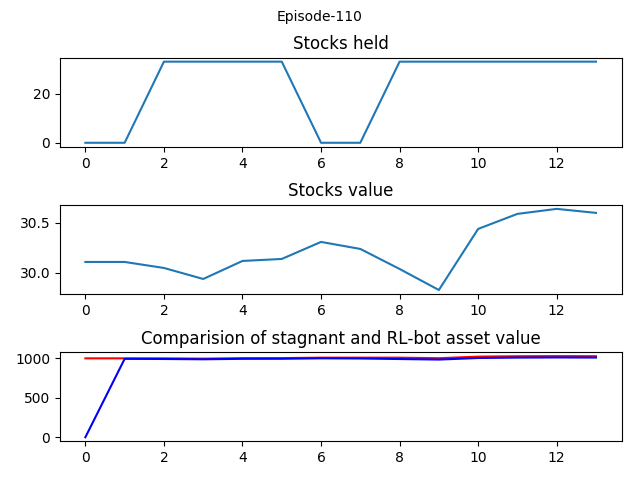 Episode-110
Stocks held
20
0
0 2 4 6 8 10 12
Stocks value
30.5
30.0
0 2 4 6 8 10 12
Comparision of stagnant and RL-bot asset value
1000
500
0
0 2 4 6 8 10 12